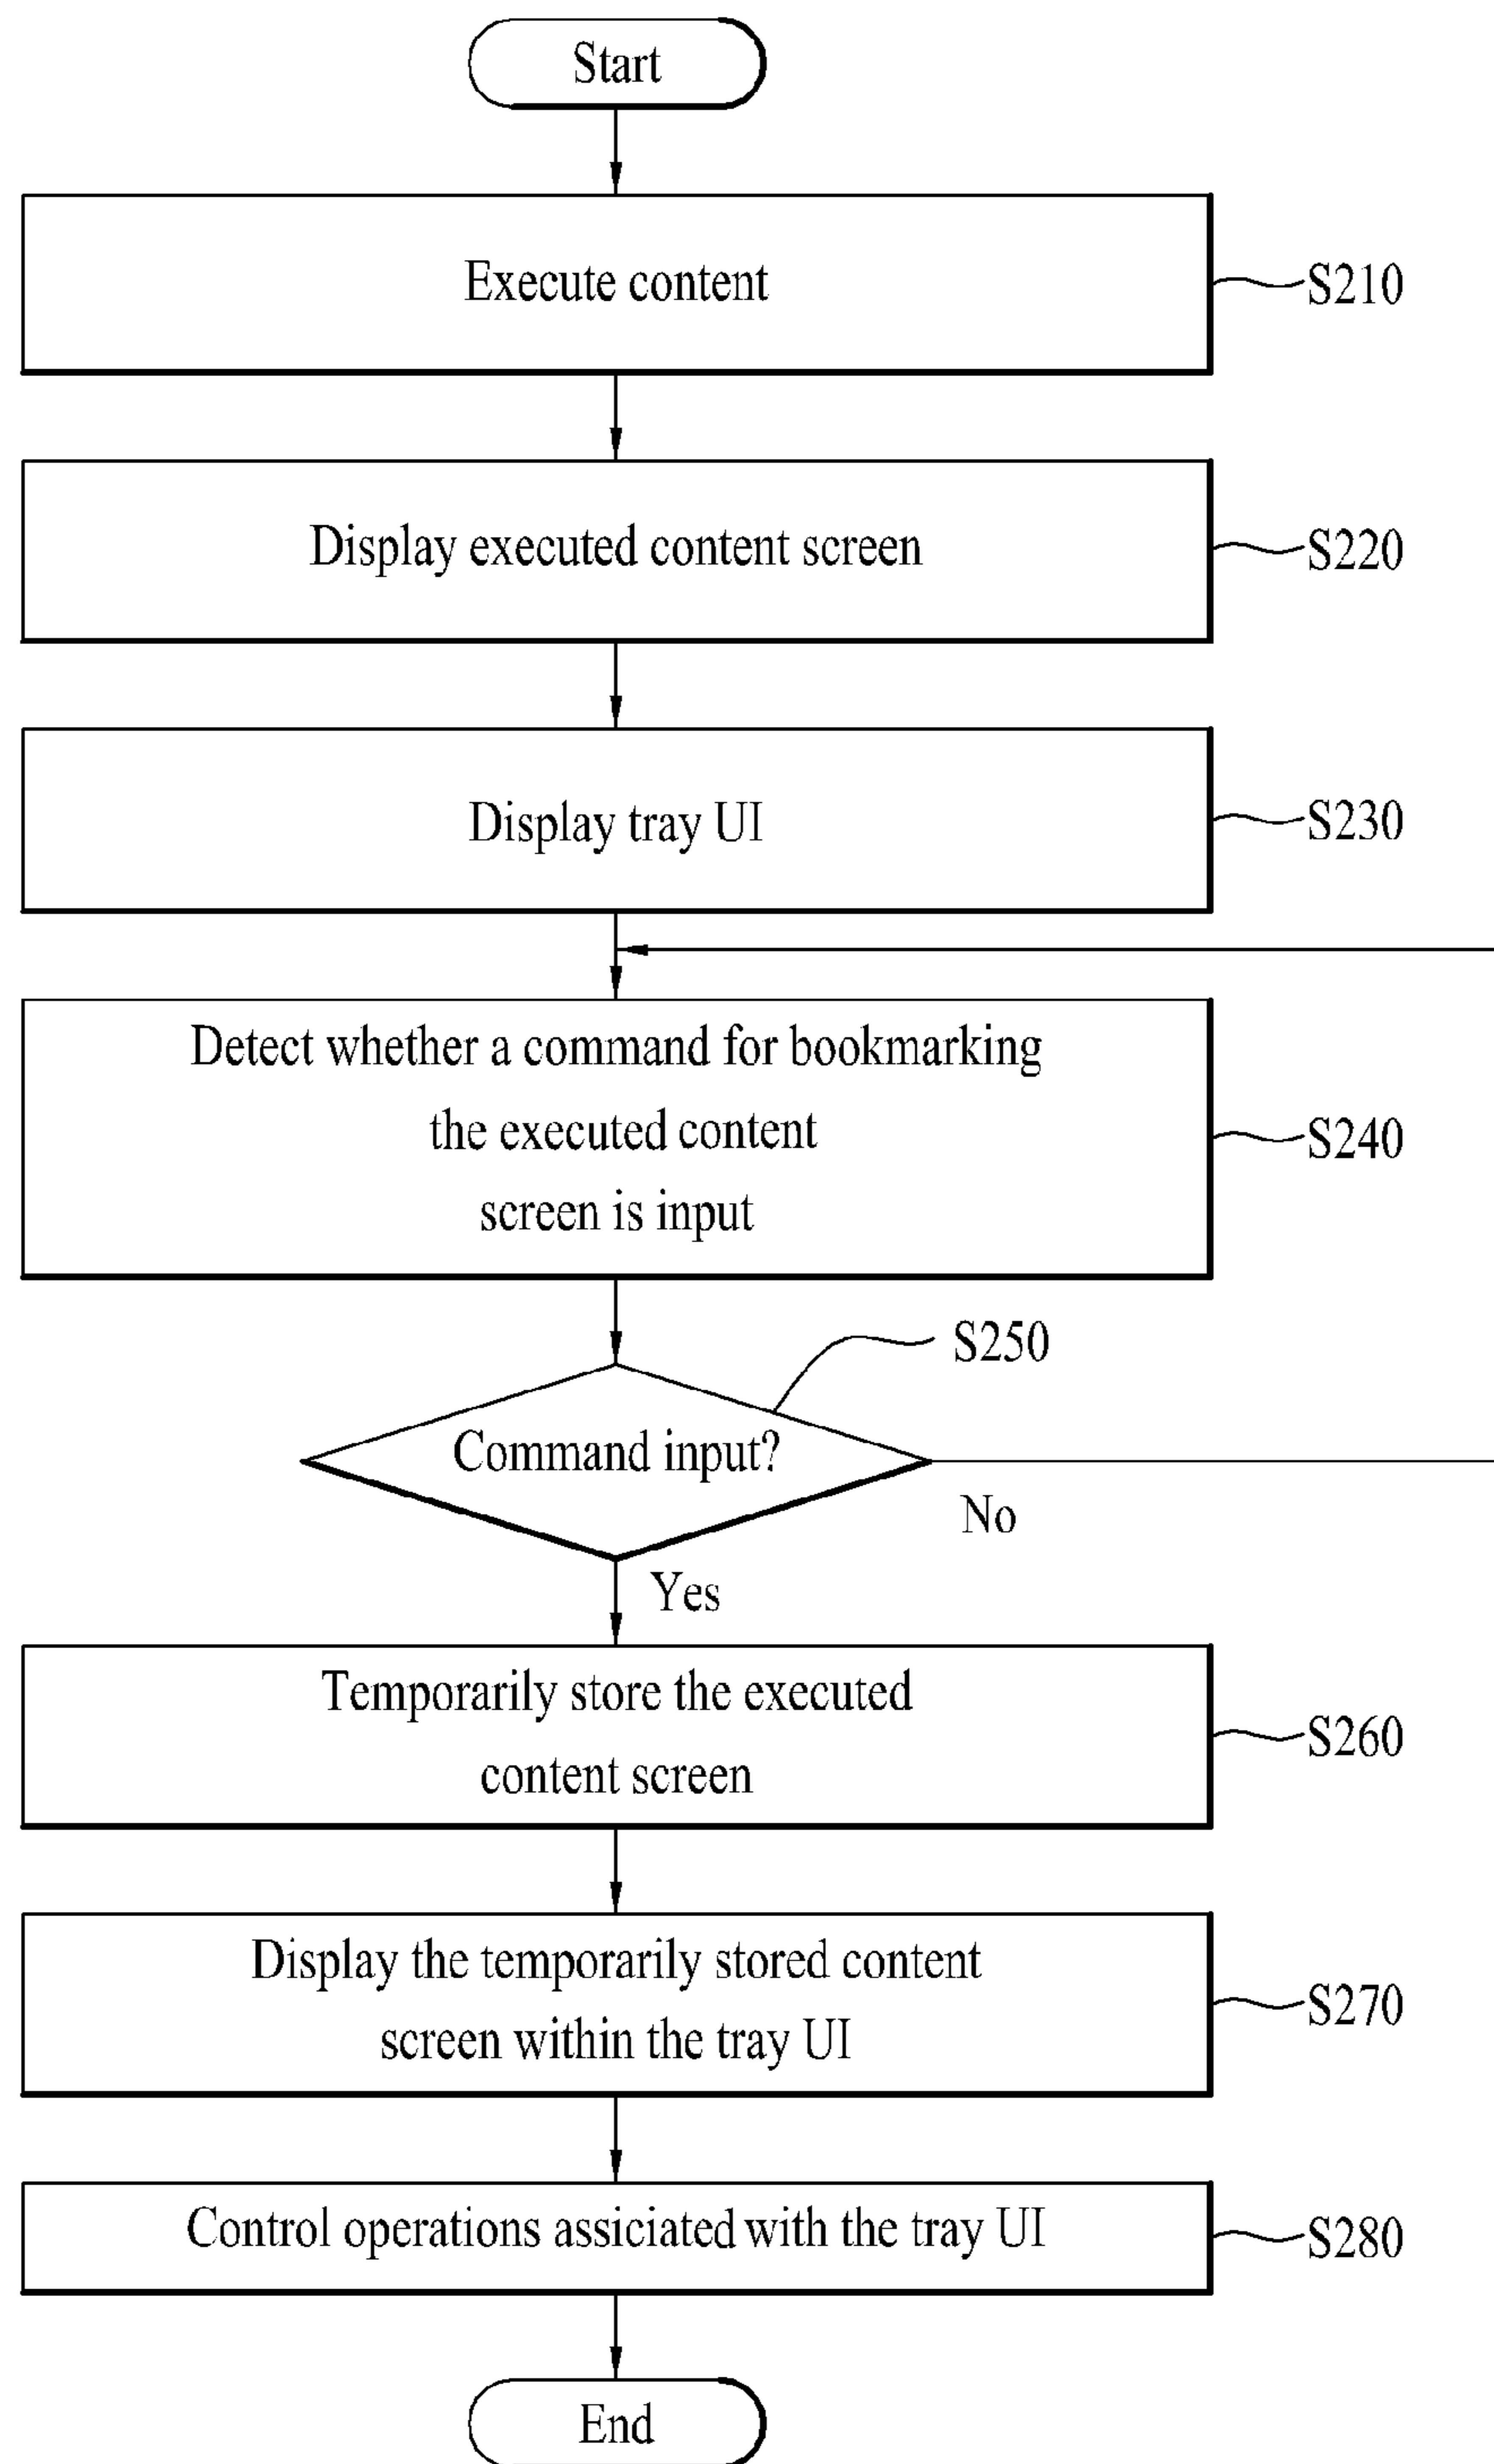 Start
Execute content
S210
Display executed content screen
S220
Display tray UI
S230
Detect whether a command for bookmarking
the executed content
screen is input
S240
S250
Command input?
No
Yes
Temporarily store the executed
content screen
S260
Display the temporarily stored content
screen within the tray UI
S270
Control operations assiciated with the tray UI
S280
End